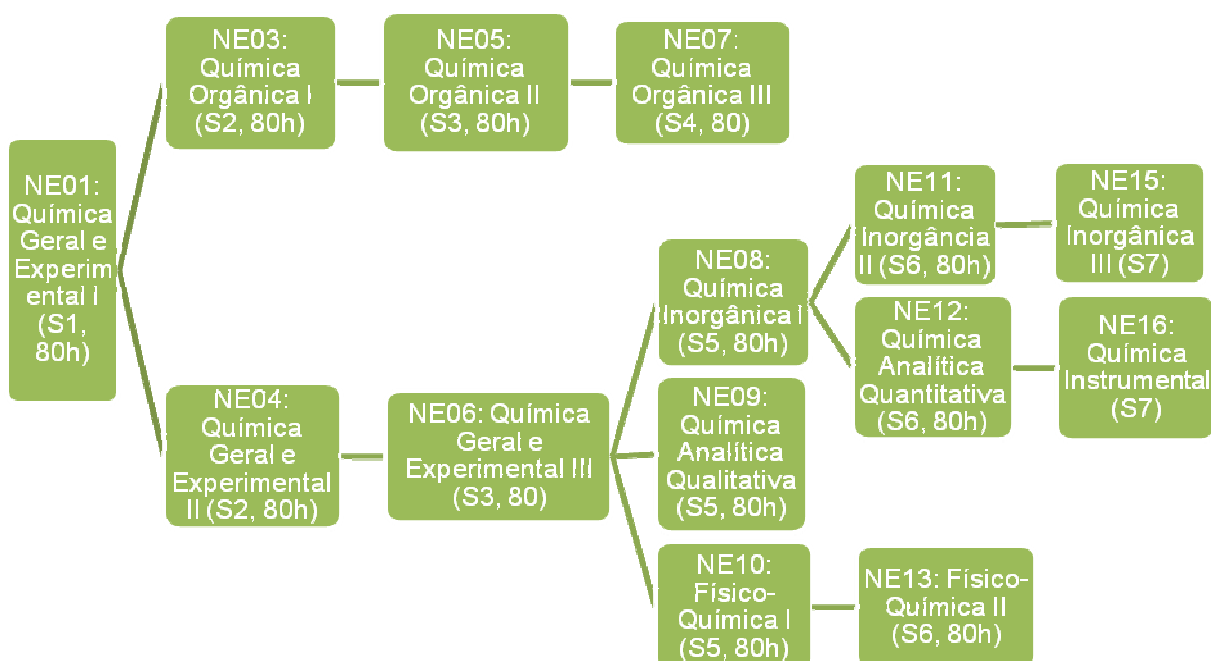 NE01:
Química
Geral e
Experim
ental I
(S1,
80h)
NE03:
Química
Orgânica I
(S2, 80h)
NE05:
Química
Orgânica II
(S3, 80h)
NE07:
Química
Orgânica III
(S4, 80)
NE04:
Química
Geral e
Experimental
II (S2, 80h)
NE06: Química
Geral e
Experimental III
(S3, 80)
NE08:
Química
Inorgânica I
(S5, 80h)
NE11:
Química
Inorgância
II (S6, 80h)
NE15:
Química
Inorgânica
III (S7)
NE12:
Química
Analítica
Quantitativa
(S6, 80h)
NE16:
Química
Instrumental
(S7)
NE09:
Química
Analítica
Qualitativa
(S5, 80h)
NE10:
Físico-
Química I
(S5, 80h)
NE13: Físico-
Química II
(S6, 80h)